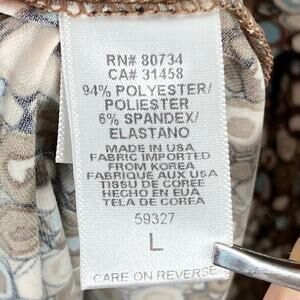 RN# 80734
CA# 31458
94% POLYESTER/
POLIESTER
6% SPANDEX/
ELASTANO
MADE IN USA
FABRIC IMPORTED
FROM KOREA
FABRIQUE AUX USA
TISSU DE COREE
HECHO EN EUA
TELA DE COREA
59327
L
CARE ON REVERSE